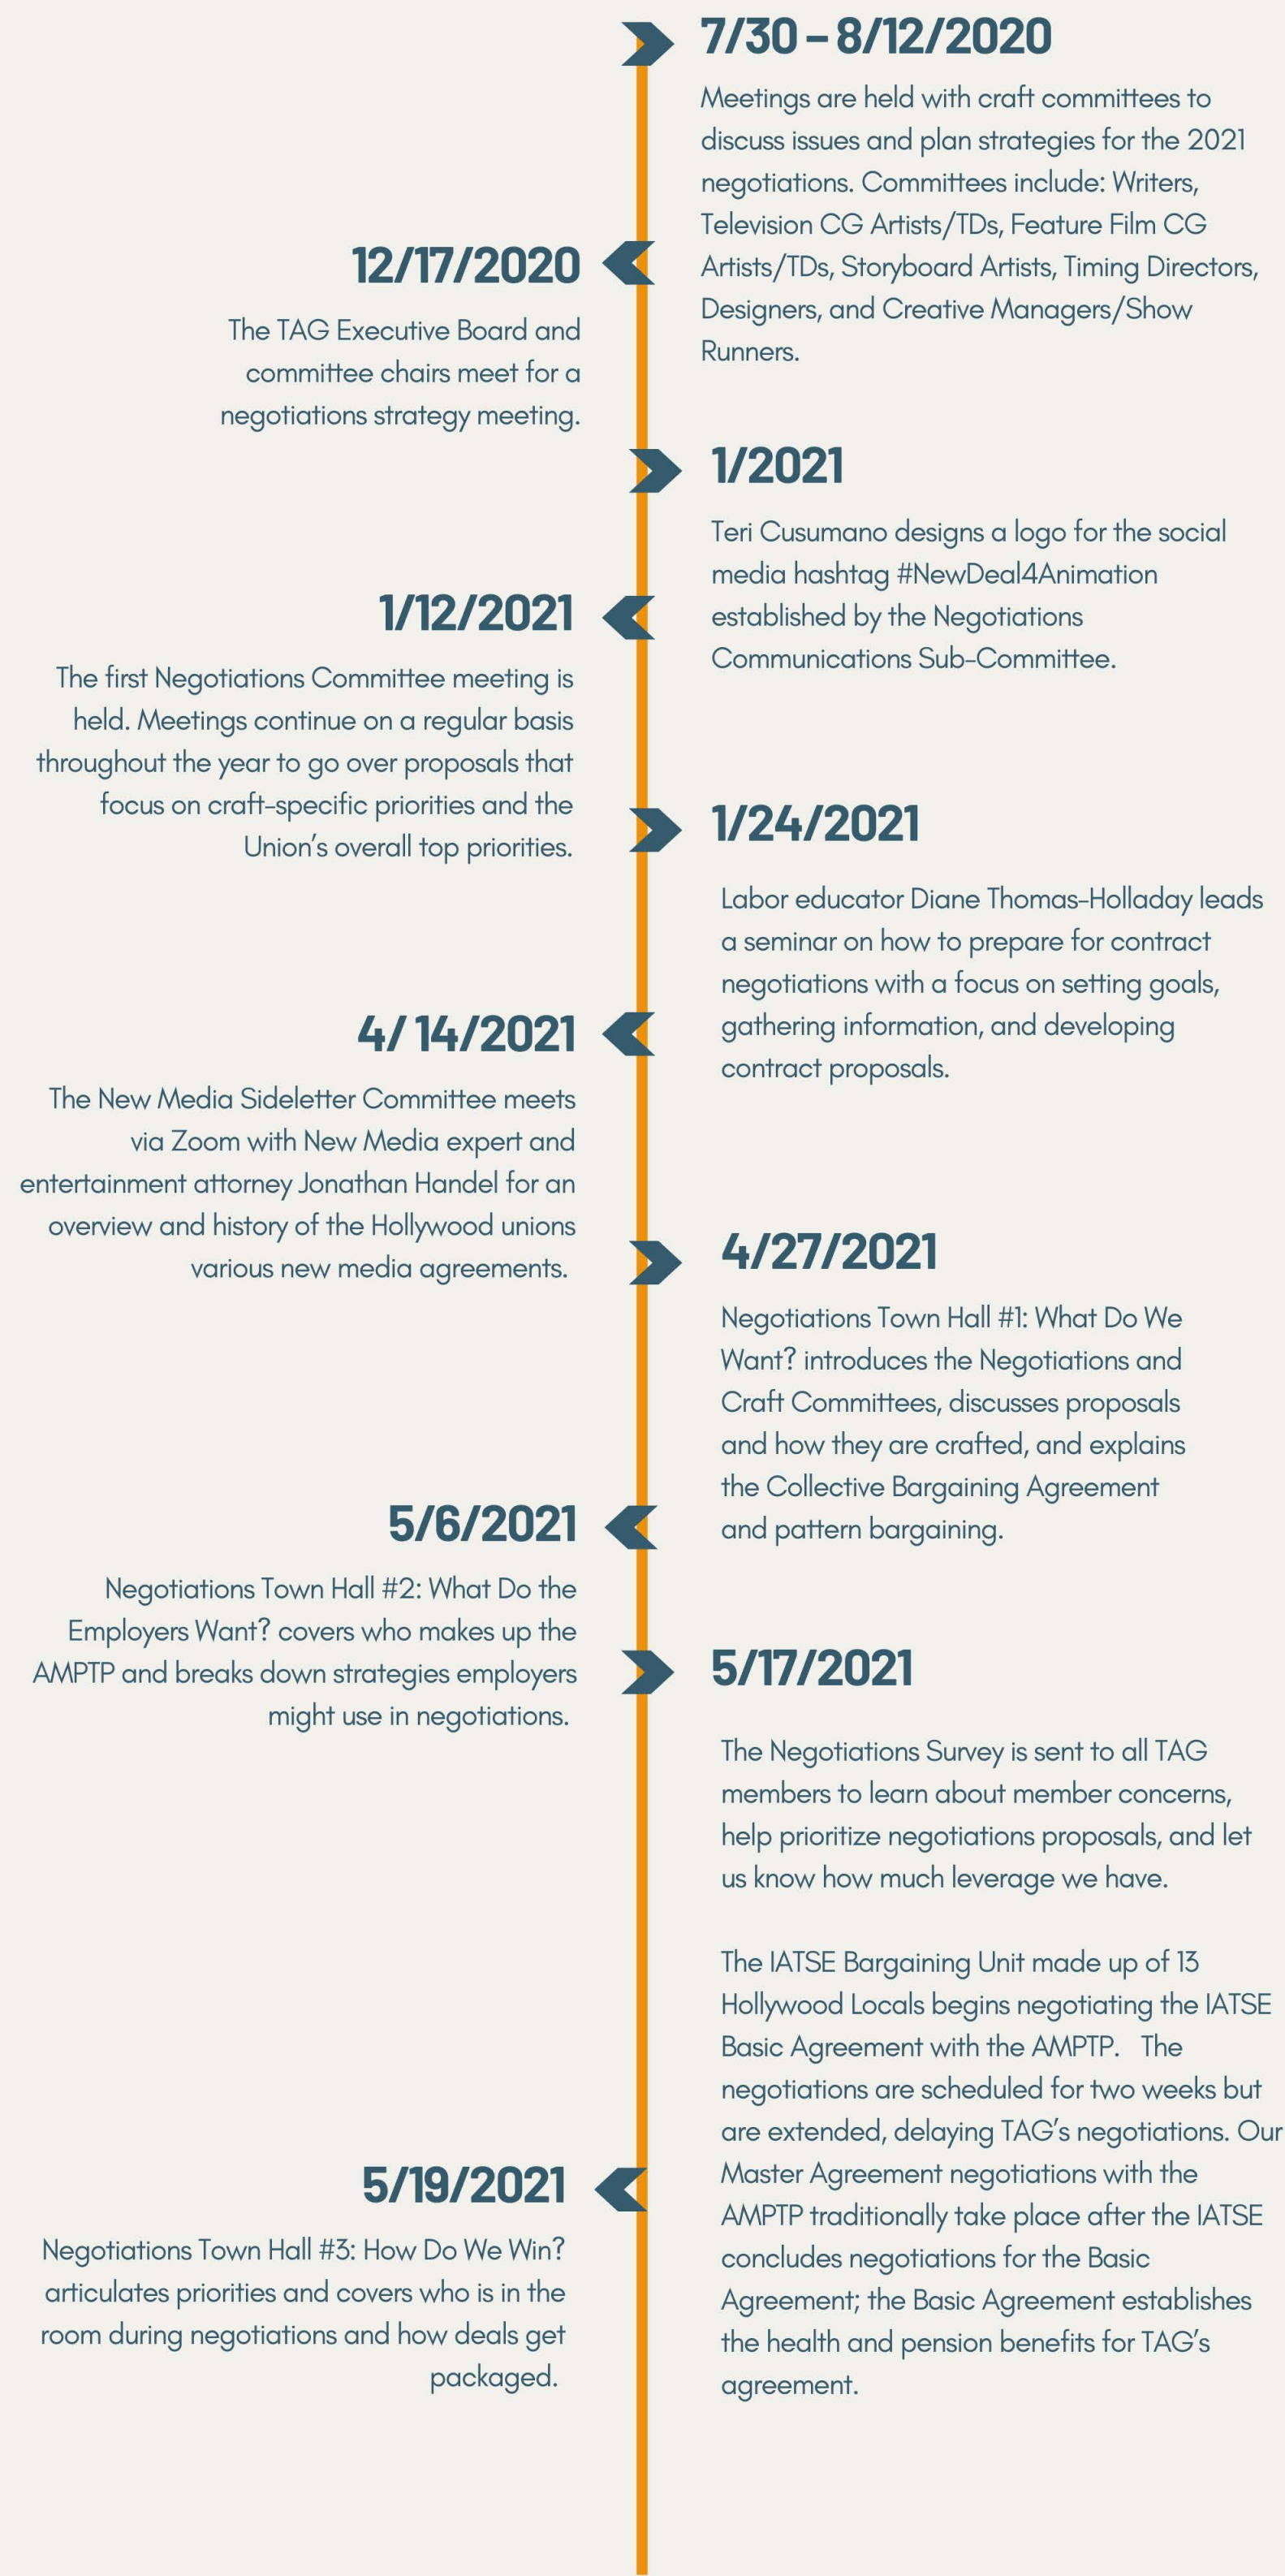 7/30 – 8/12/2020
Meetings are held with craft committees to
discuss issues and plan strategies for the 2021
negotiations. Committees include: Writers,
Television CG Artists/TDs, Feature Film CG
Artists/TDs, Storyboard Artists, Timing Directors,
Designers, and Creative Managers/Show
Runners.
12/17/2020
The TAG Executive Board and
committee chairs meet for a
negotiations strategy meeting.
1/2021
Teri Cusumano designs a logo for the social
media hashtag #NewDeal4Animation
established by the Negotiations
Communications Sub-Committee.
1/12/2021
The first Negotiations Committee meeting is
held. Meetings continue on a regular basis
throughout the year to go over proposals that
focus on craft-specific priorities and the
Union's overall top priorities.
1/24/2021
Labor educator Diane Thomas-Holladay leads
a seminar on how to prepare for contract
negotiations with a focus on setting goals,
gathering information, and developing
contract proposals.
4/ 14/2021
The New Media Sideletter Committee meets
via Zoom with New Media expert and
entertainment attorney Jonathan Handel for an
overview and history of the Hollywood unions
various new media agreements.
4/27/2021
Negotiations Town Hall #1: What Do We
Want? introduces the Negotiations and
Craft Committees, discusses proposals
and how they are crafted, and explains
the Collective Bargaining Agreement
and pattern bargaining.
5/6/2021
Negotiations Town Hall #2: What Do the
Employers Want? covers who makes up the
AMPTP and breaks down strategies employers
might use in negotiations.
5/17/2021
The Negotiations Survey is sent to all TAG
members to learn about member concerns,
help prioritize negotiations proposals, and let
us know how much leverage we have.
The IATSE Bargaining Unit made up of 13
Hollywood Locals begins negotiating the IATSE
Basic Agreement with the AMPTP. The
negotiations are scheduled for two weeks but
are extended, delaying TAG's negotiations. Our
Master Agreement negotiations with the
AMPTP traditionally take place after the IATSE
concludes negotiations for the Basic
Agreement; the Basic Agreement establishes
the health and pension benefits for TAG's
agreement.
5/19/2021
Negotiations Town Hall #3: How Do We Win?
articulates priorities and covers who is in the
room during negotiations and how deals get
packaged.